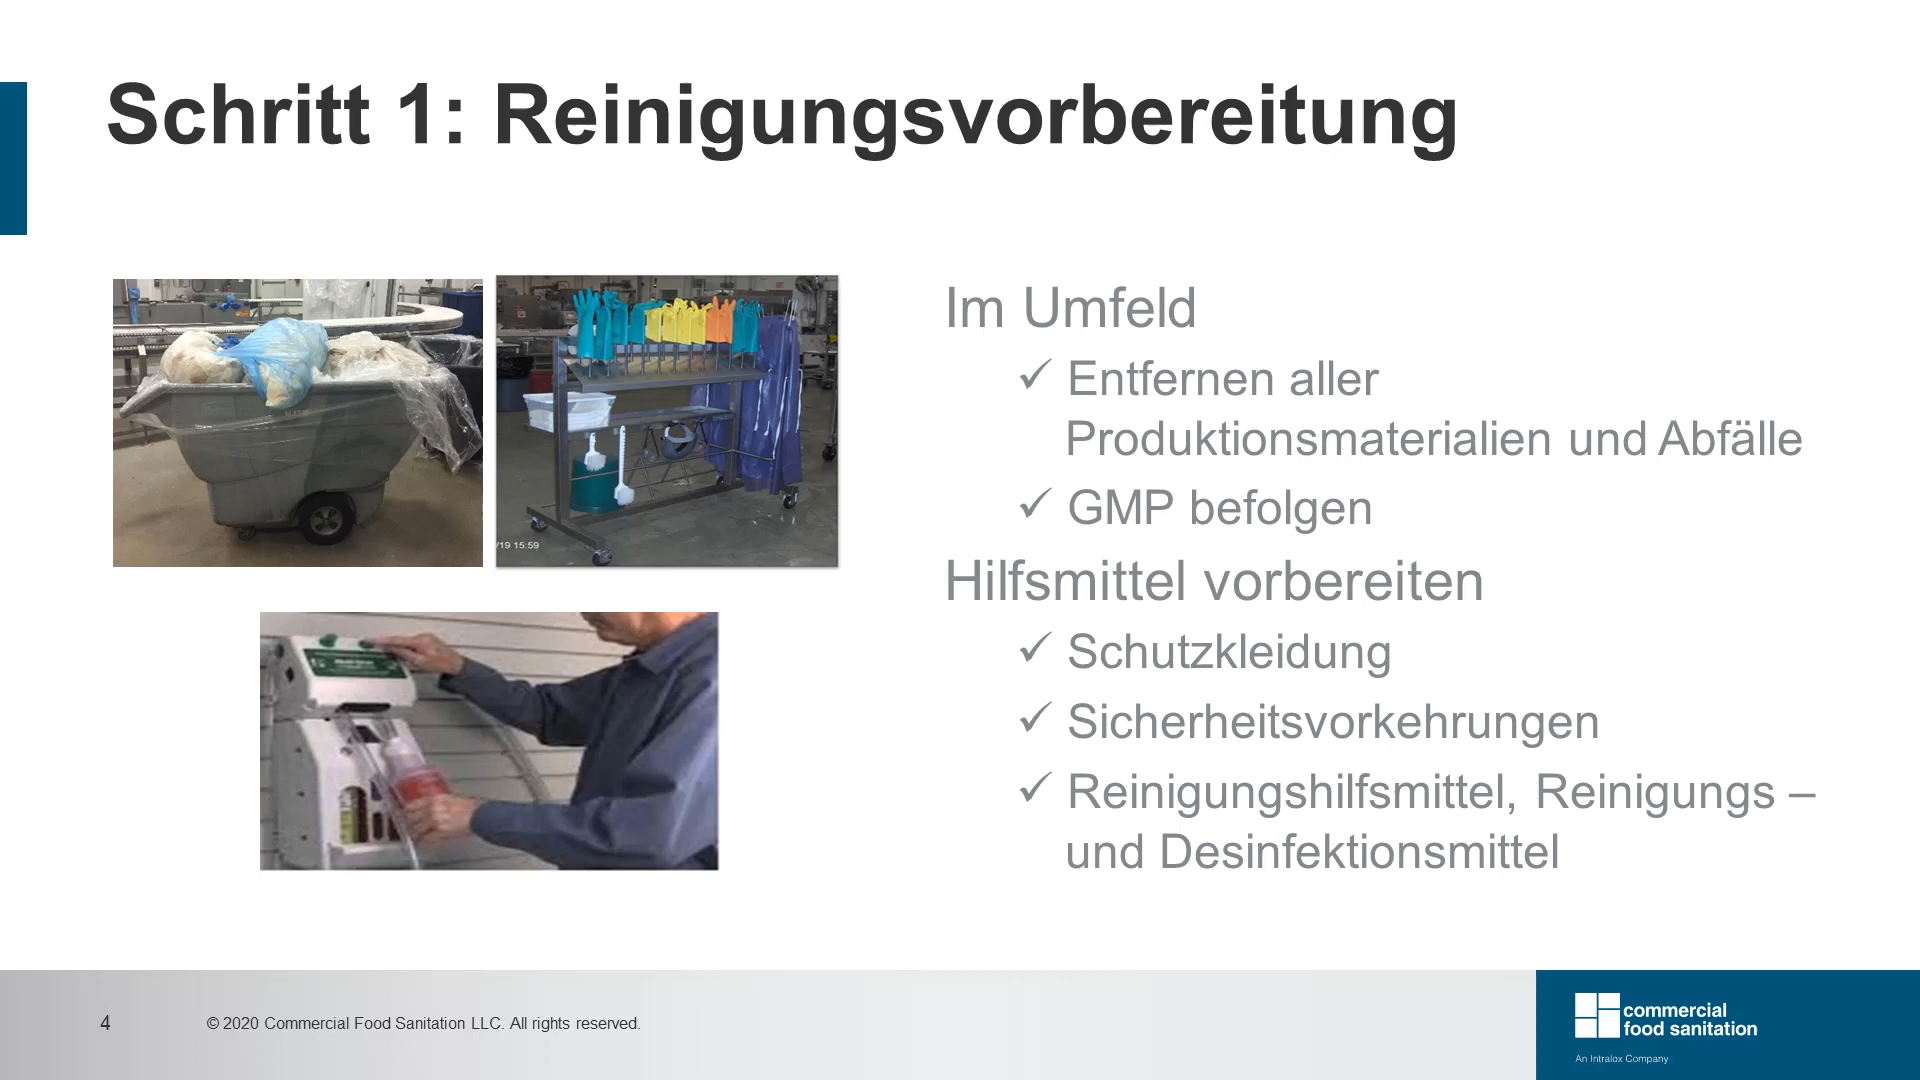 Schritt 1: Reinigungsvorbereitung
/19 15:59
Im Umfeld
✓ Entfernen aller
Produktionsmaterialien und Abfälle
✓ GMP befolgen
Hilfsmittel vorbereiten
✓ Schutzkleidung
✓ Sicherheitsvorkehrungen
✓ Reinigungshilfsmittel, Reinigungs –
und Desinfektionsmittel
4
© 2020 Commercial Food Sanitation LLC. All rights reserved.
commercial
food sanitation
An Intralox Company